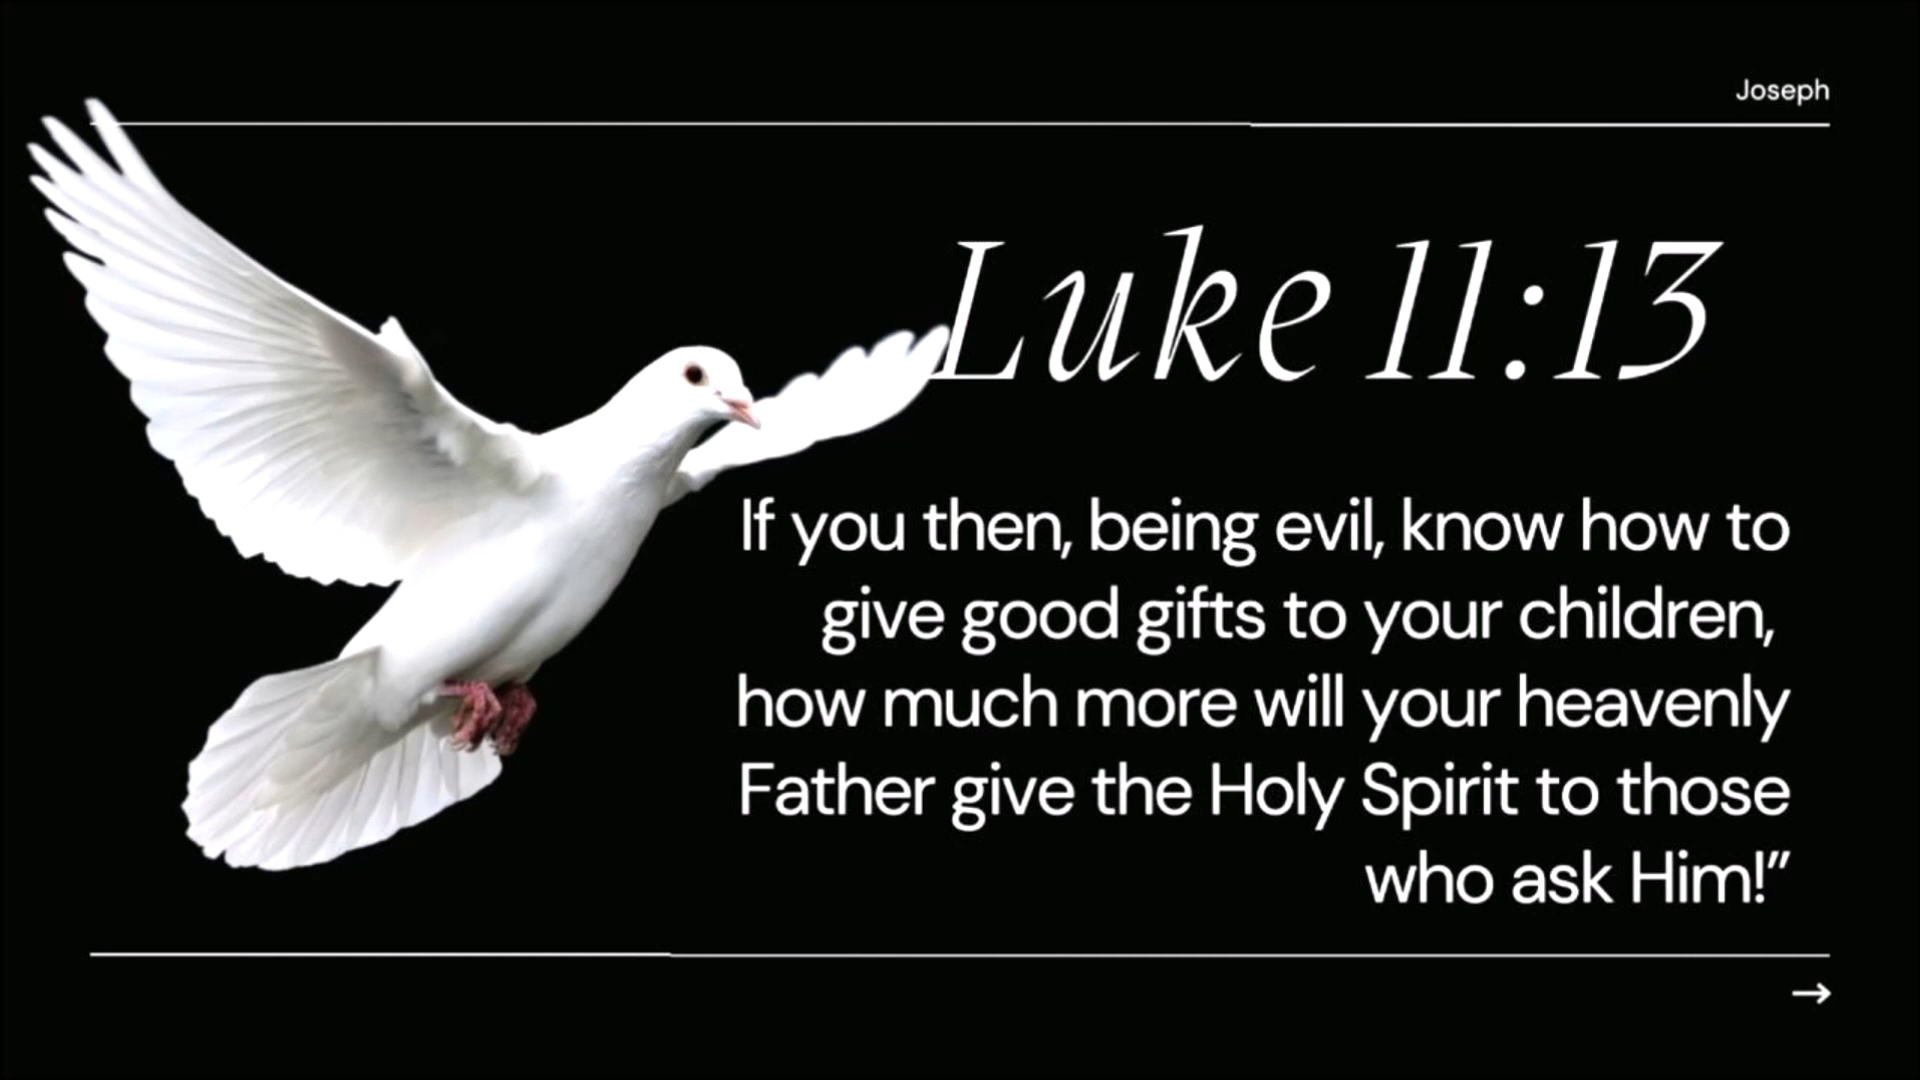 Joseph
Luke 11:13
If you then, being evil, know how to
give good gifts to your children,
how much more will your heavenly
Father give the Holy Spirit to those
who ask Him!”
→